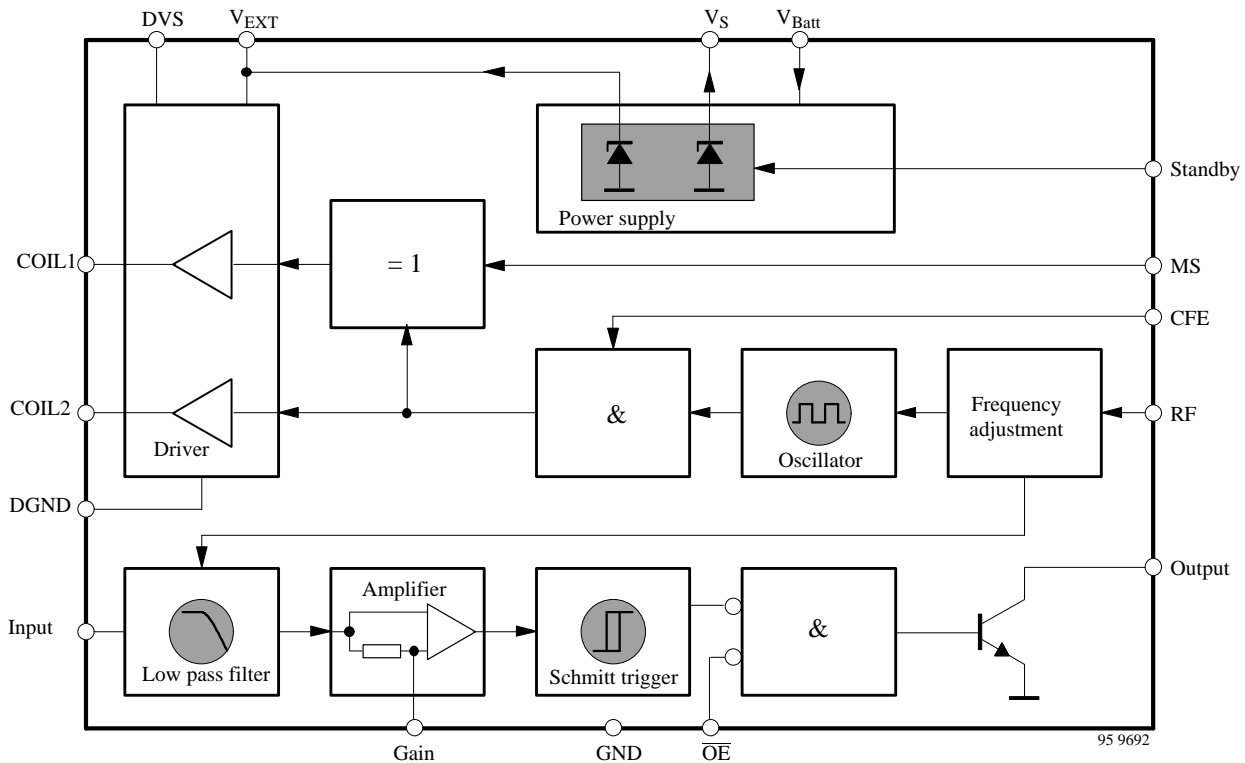 DVS
V_EXT
V_S
V_Batt
Power supply
Standby
COIL1
= 1
MS
CFE
COIL2
Driver
&
Oscillator
Frequency
adjustment
RF
DGND
Input
Low pass filter
Amplifier
Schmitt trigger
&
Output
Gain
GND
O̅E̅
95 9692